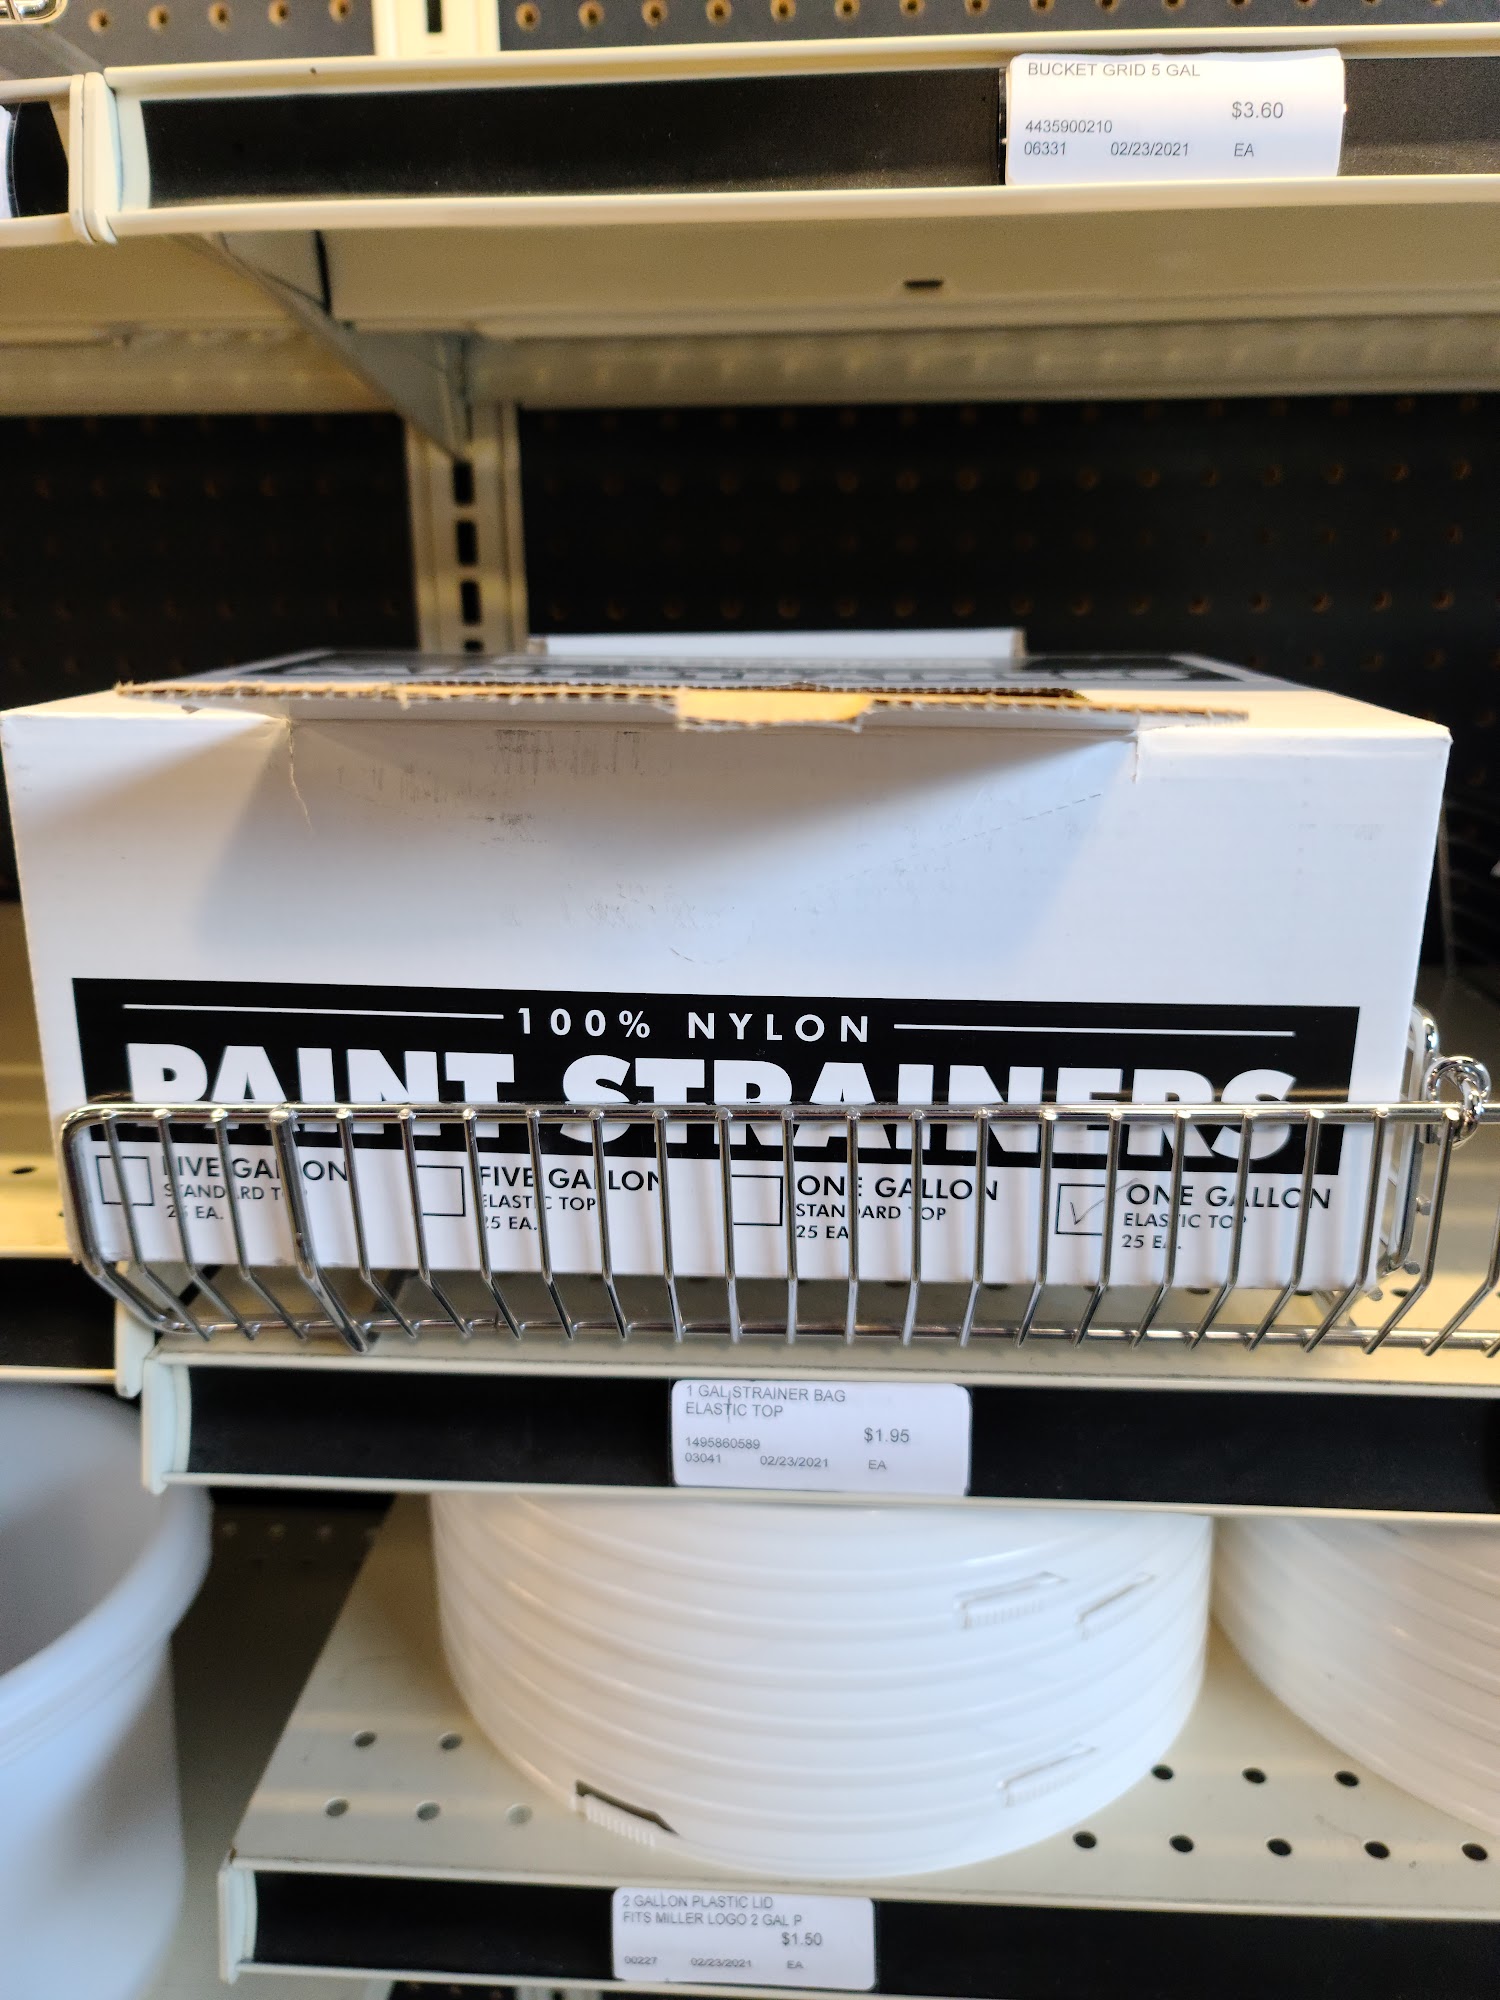 BUCKET GRID 5 GAL
$3.60
4435900210
06331 02/23/2021 EA
100% NYLON
PAINT STRAINERS
FIVE GALLON
STANDARD TOP
25 EA.
FIVE GALLON
ELASTIC TOP
25 EA.
ONE GALLON
STANDARD TOP
25 EA.
ONE GALLON
ELASTIC TOP
25 EA.
1 GAL STRAINER BAG
ELASTIC TOP
$1.95
1495860589
03041 02/23/2021 EA
2 GALLON PLASTIC LID
FITS MILLER LOGO 2 GAL P
$1.50
00227 02/23/2021 EA